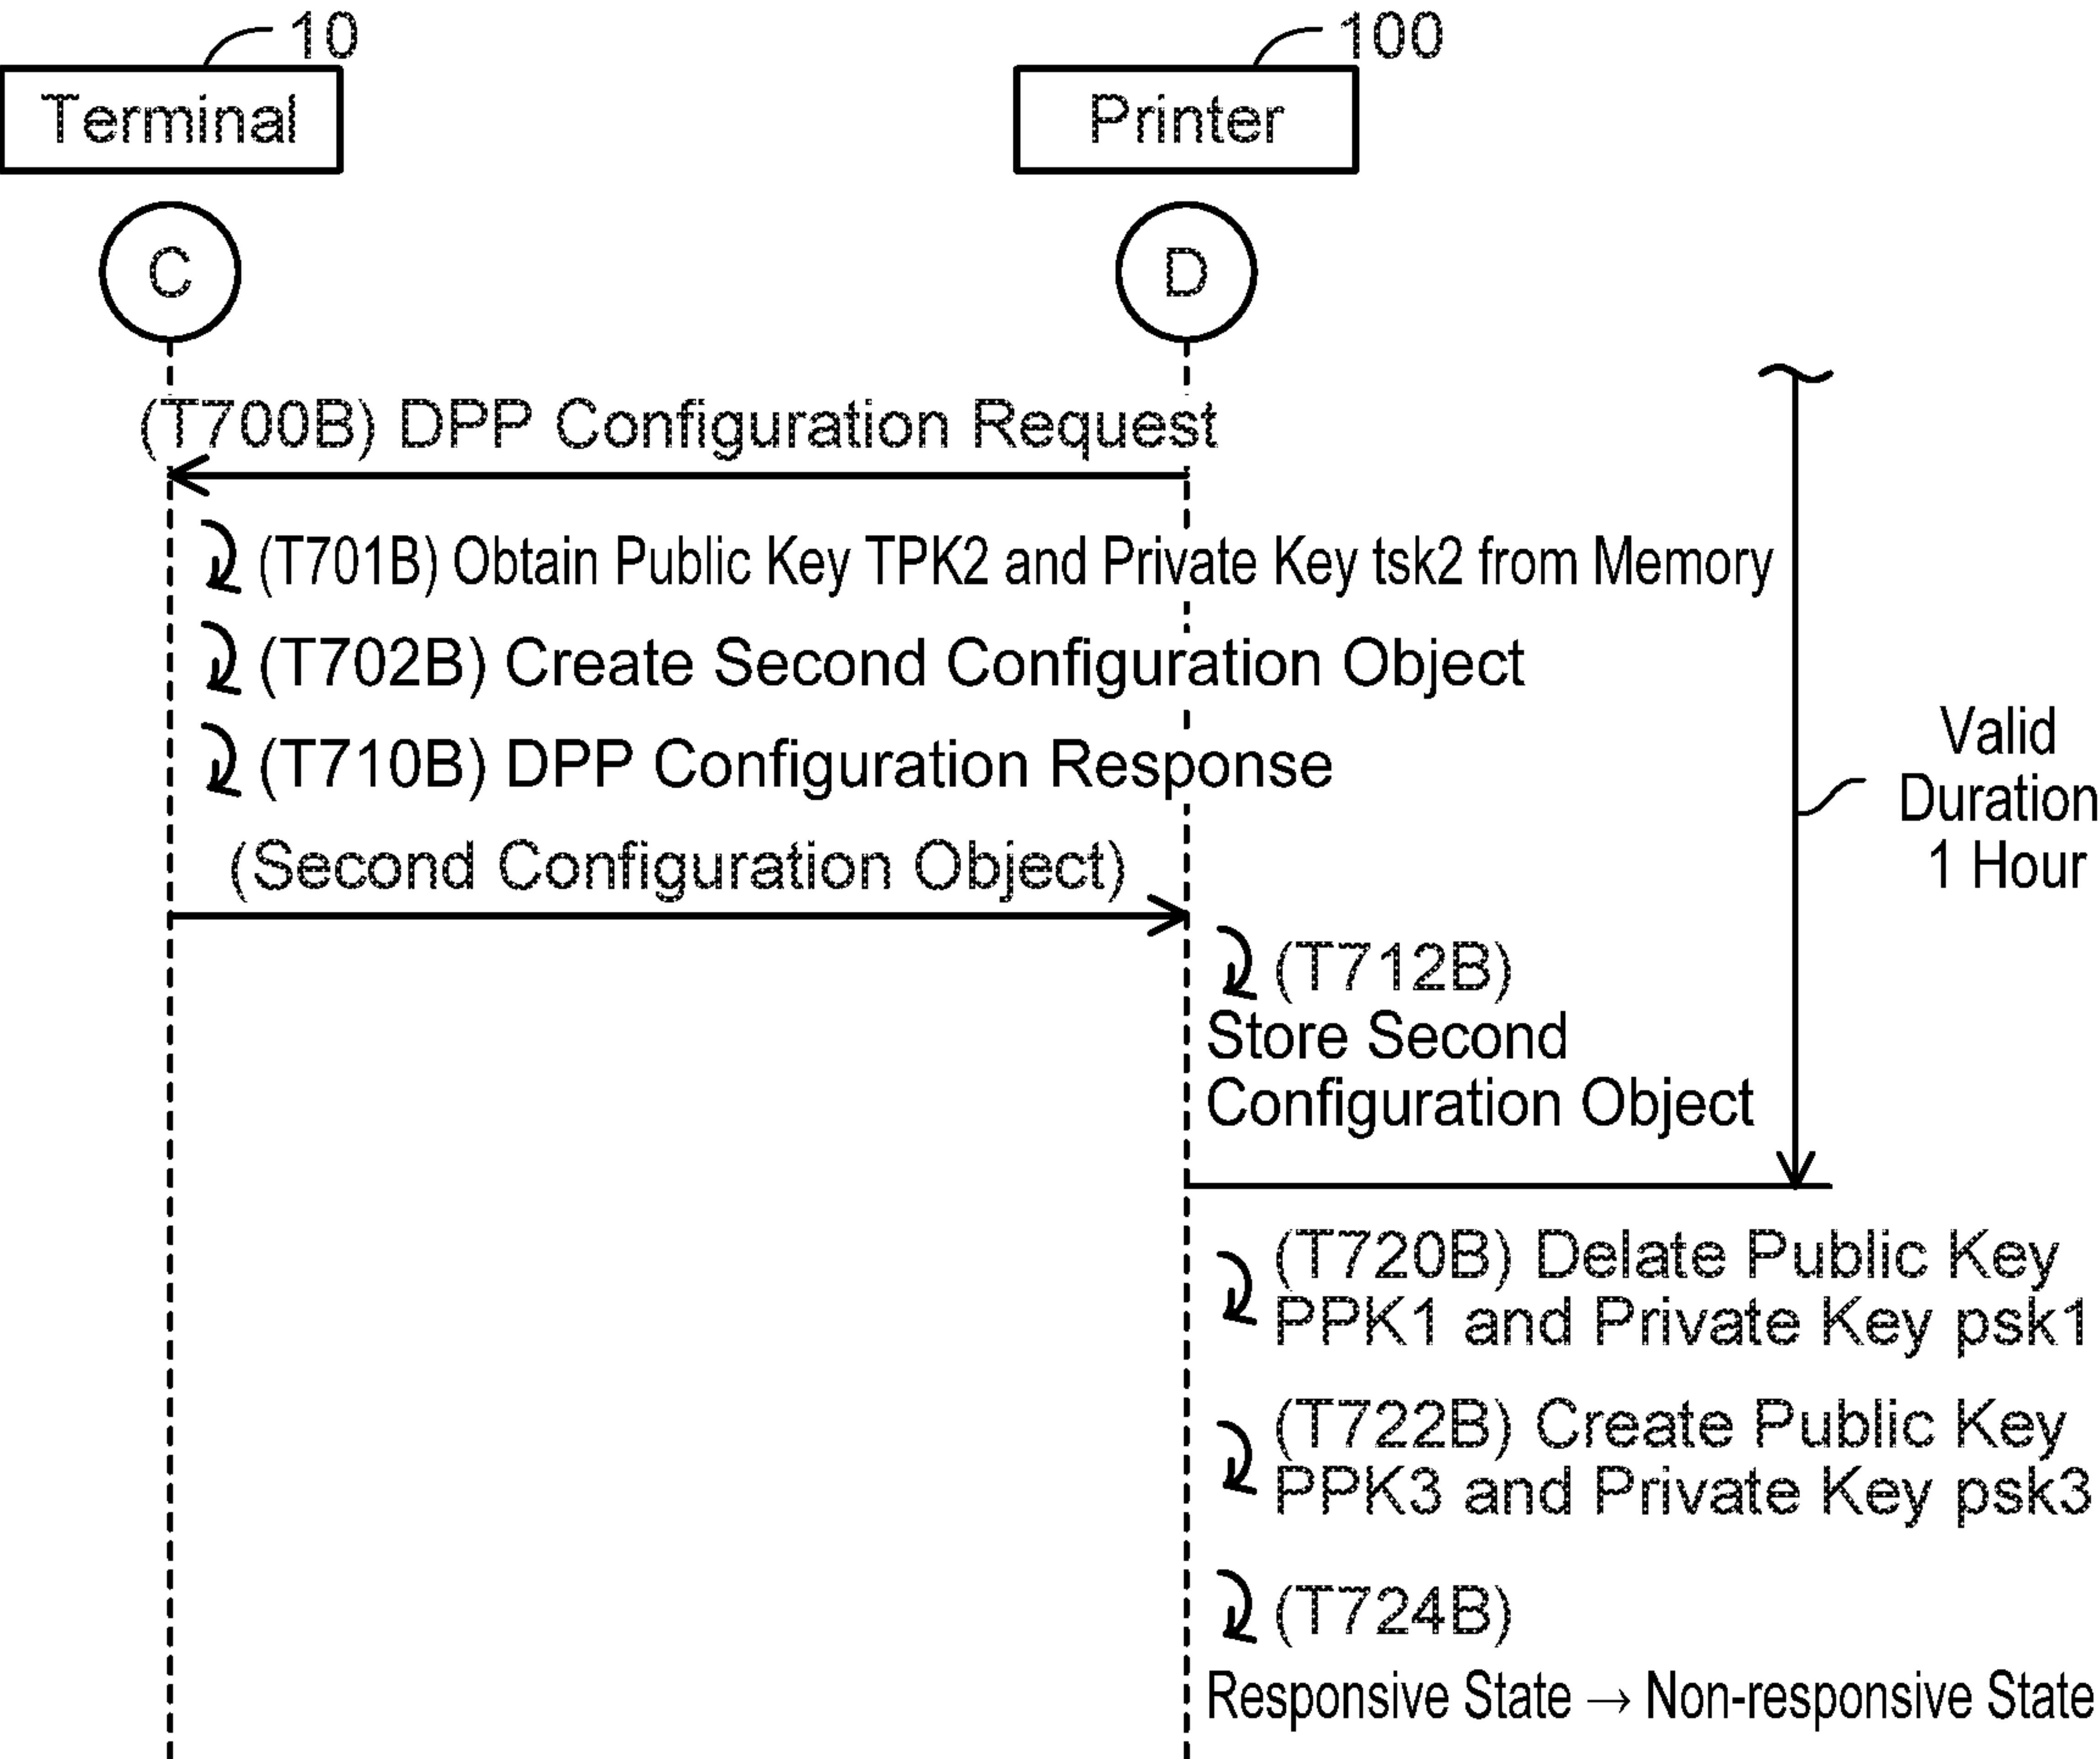 10
100
Terminal
Printer
C
D
(T700B) DPP Configuration Request
(T701B) Obtain Public Key TPK2 and Private Key tsk2 from Memory
(T702B) Create Second Configuration Object
(T710B) DPP Configuration Response
(Second Configuration Object)
Valid
Duration
1 Hour
(T712B)
Store Second
Configuration Object
(T720B) Delate Public Key
PPK1 and Private Key psk1
(T722B) Create Public Key
PPK3 and Private Key psk3
(T724B)
Responsive State → Non-responsive State